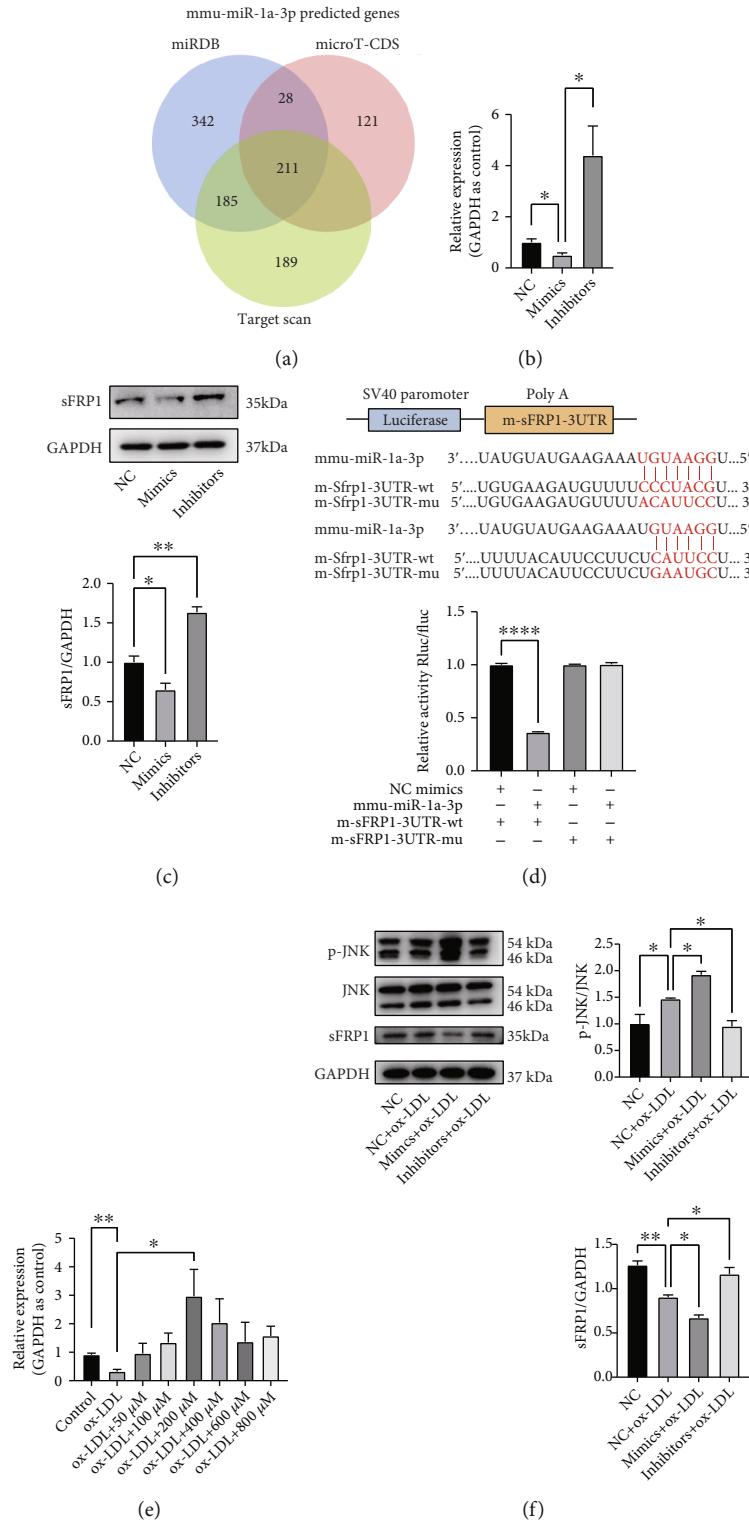 mmu-miR-1a-3p predicted genes
miRDB
microT-CDS
342
28
121
211
185
189
Target scan
(a)
Relative expression
(GAPDH as control)
6
4
2
0
*
*
NC
Mimics
Inhibitors
(b)
sFRP1
35kDa
GAPDH
37kDa
NC
Mimics
Inhibitors
sFRP1/GAPDH
2.0
1.5
1.0
0.5
0.0
**
*
NC
Mimics
Inhibitors
(c)
SV40 paromoter
Poly A
Luciferase
m-sFRP1-3UTR
mmu-miR-1a-3p 3′....UAUGUAUGAAGAAAUGUAAGGU...5′
m-Sfrp1-3UTR-wt 5′....UGUGAAGAUGUUUUCCCUACGU... 3
m-Sfrp1-3UTR-mu 5′....UGUGAAGAUGUUUUACAUUCCU... 3
mmu-miR-1a-3p 3′....UAUGUAUGAAGAAAUGUAAGGU...5′
m-Sfrp1-3UTR-wt 5′....UUUUACAUUCCUUCUCAUUCCU... 3
m-Sfrp1-3UTR-mu 5′....UUUUACAUUCCUUCUGAAUGCU... 3
Relative activity Rluc/fluc
1.5
1.0
0.5
0.0
****
NC mimics + – + –
mmu-miR-1a-3p – + – +
m-sFRP1-3UTR-wt + + – –
m-sFRP1-3UTR-mu – – + +
(d)
Relative expression
(GAPDH as control)
5
4
3
2
1
0
**
*
Control
ox-LDL
ox-LDL+50 μM
ox-LDL+100 μM
ox-LDL+200 μM
ox-LDL+400 μM
ox-LDL+600 μM
ox-LDL+800 μM
(e)
p-JNK
54 kDa
46 kDa
JNK
54 kDa
46 kDa
sFRP1
35kDa
GAPDH
37 kDa
NC
NC+ox-LDL
Mimics+ox-LDL
Inhibitors+ox-LDL
p-JNK/JNK
2.5
2.0
1.5
1.0
0.5
0.0
*
*
*
NC
NC+ox-LDL
Mimics+ox-LDL
Inhibitors+ox-LDL
sFRP1/GAPDH
1.5
1.0
0.5
0.0
*
**
*
NC
NC+ox-LDL
Mimics+ox-LDL
Inhibitors+ox-LDL
(f)